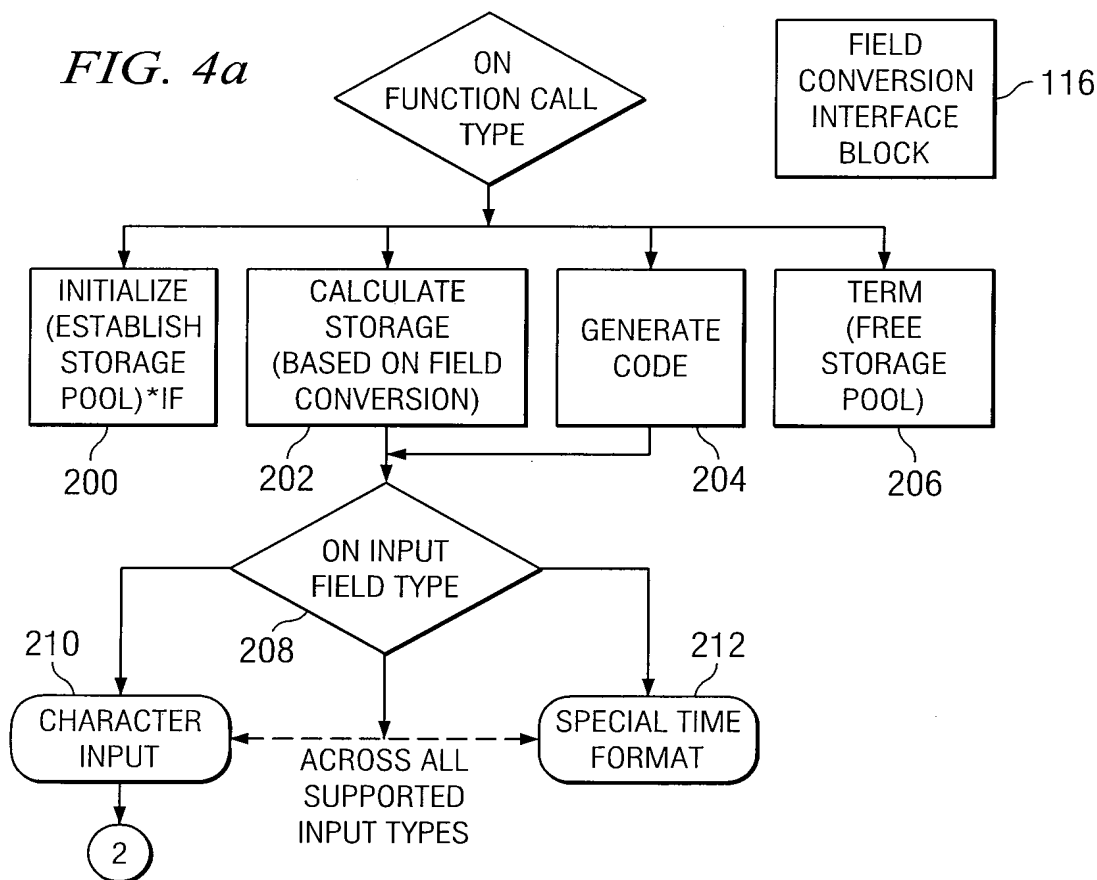 FIG. 4a
ON
FUNCTION CALL
TYPE
FIELD
CONVERSION
INTERFACE
BLOCK
116
INITIALIZE
(ESTABLISH
STORAGE
POOL)*IF
200
CALCULATE
STORAGE
(BASED ON FIELD
CONVERSION)
202
GENERATE
CODE
204
TERM
(FREE
STORAGE
POOL)
206
ON INPUT
FIELD TYPE
208
210
CHARACTER
INPUT
212
SPECIAL TIME
FORMAT
ACROSS ALL
SUPPORTED
INPUT TYPES
2